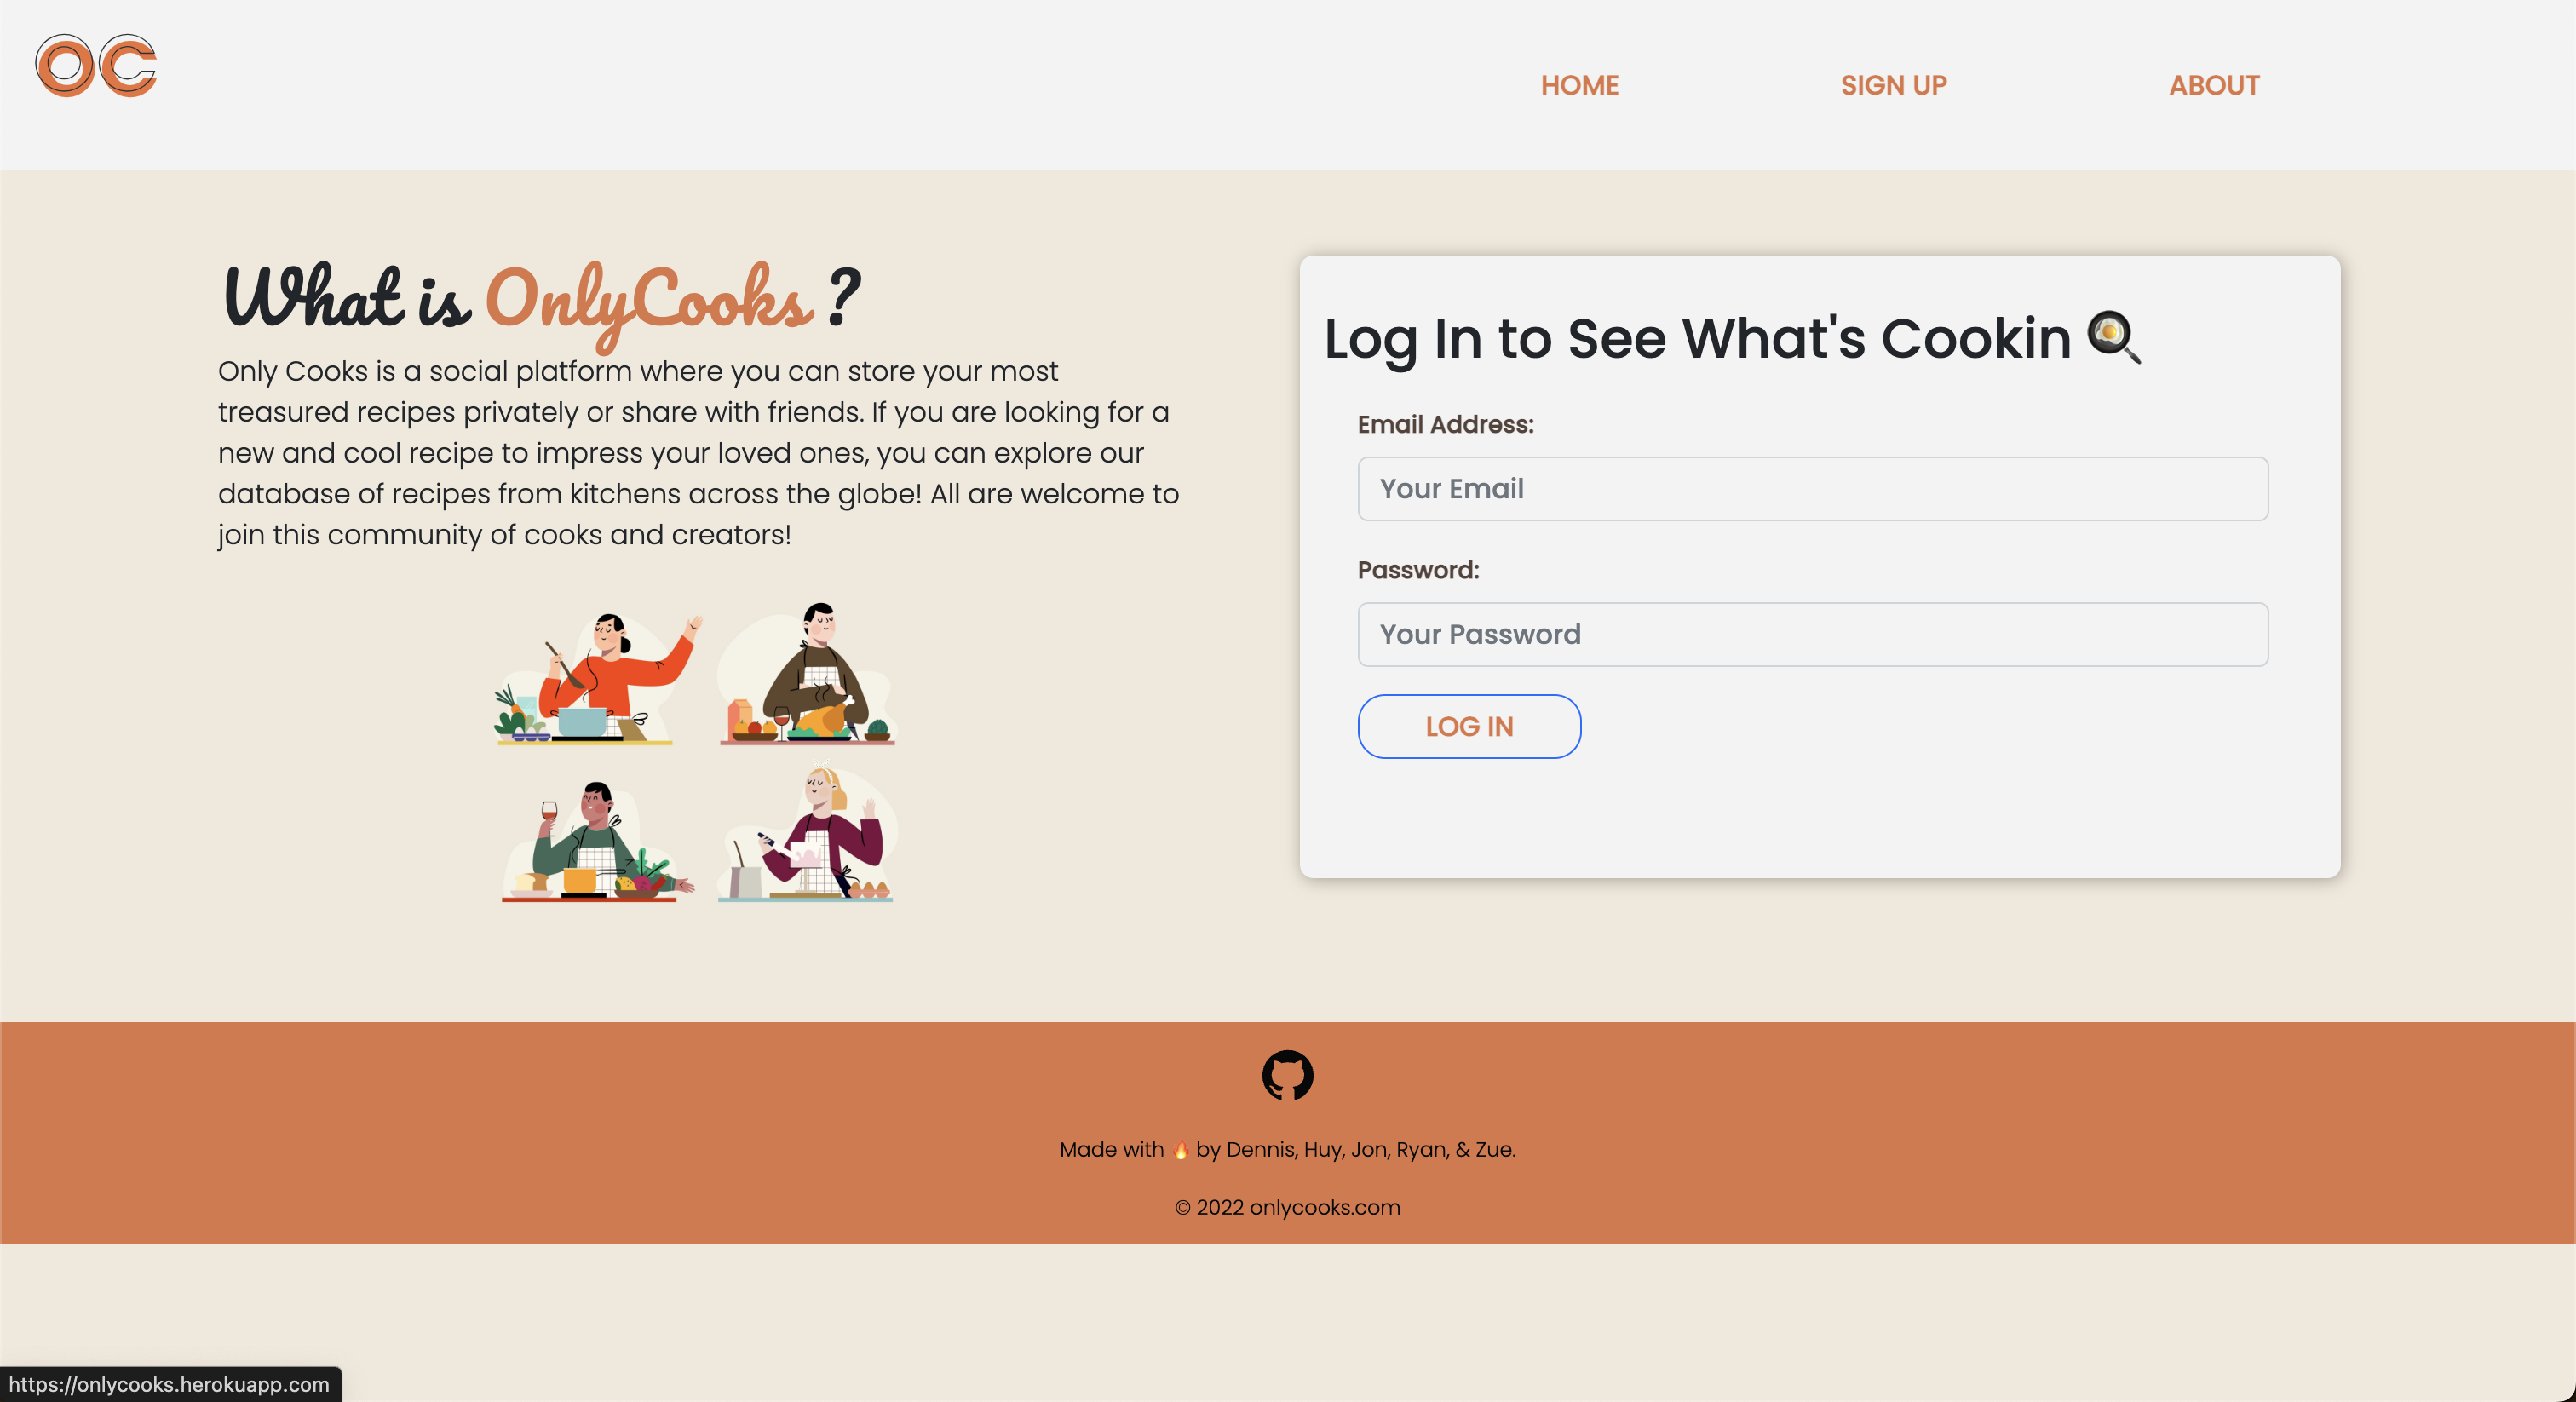 OC
HOME
SIGN UP
ABOUT
What is OnlyCooks ?
Only Cooks is a social platform where you can store your most
treasured recipes privately or share with friends. If you are looking for a
new and cool recipe to impress your loved ones, you can explore our
database of recipes from kitchens across the globe! All are welcome to
join this community of cooks and creators!
Log In to See What's Cookin 🍳
Email Address:
Your Email
Password:
Your Password
LOG IN
Made with 🔥 by Dennis, Huy, Jon, Ryan, & Zue.
© 2022 onlycooks.com
https://onlycooks.herokuapp.com